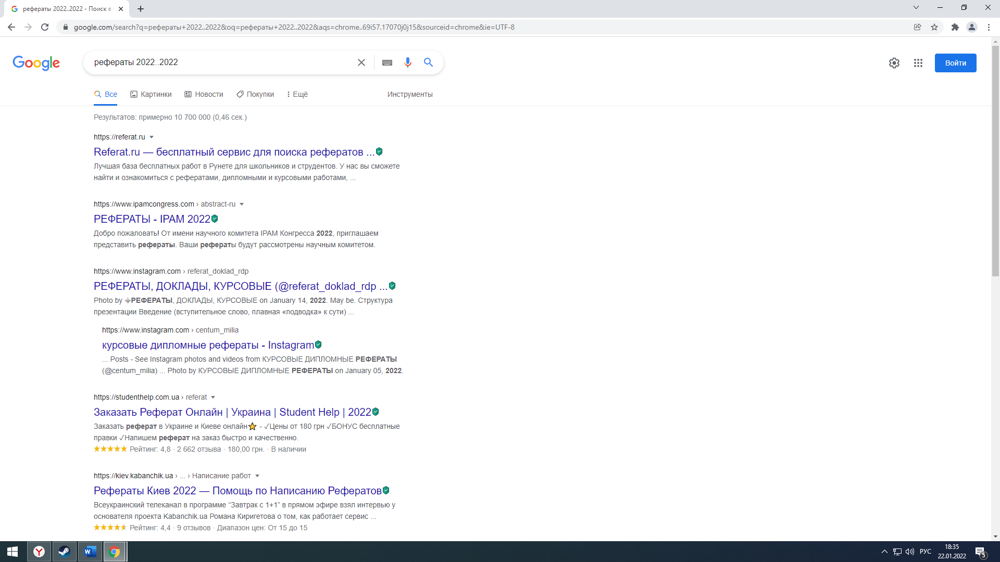 рефераты 2022..2022 - Поиск в
google.com/search?q=рефераты+2022..2022&oq=рефераты+2022..2022&aqs=chrome..69i57.17070j0j15&sourceid=chrome&ie=UTF-8
Google
рефераты 2022..2022
Войти
Все
Картинки
Новости
Покупки
Ещё
Инструменты
Результатов: примерно 10 700 000 (0,46 сек.)
https://referat.ru
Referat.ru — бесплатный сервис для поиска рефератов ...
Лучшая база бесплатных работ в Рунете для школьников и струдентов. У нас вы сможете
найти и ознакомиться с рефератами, дипломными и курсовыми работами, ...
https://www.ipamcongress.com › abstract-ru
РЕФЕРАТЫ - IPAM 2022
Добро пожаловать! От имени научного комитета IPAM Конгресса 2022, приглашаем
представить рефераты. Ваши рефераты будут рассмотрены научным комитетом.
https://www.instagram.com › referat_doklad_rdp
РЕФЕРАТЫ, ДОКЛАДЫ, КУРСОВЫЕ (@referat_doklad_rdp ...
Photo by ⚜РЕФЕРАТЫ, ДОКЛАДЫ, КУРСОВЫЕ on January 14, 2022. May be. Структура
презентации Введение (вступительное слово, плавная «подводка» к сути) ...
https://www.instagram.com › centum_milia
курсовые дипломные рефераты - Instagram
... Posts - See Instagram photos and videos from КУРСОВЫЕ ДИПЛОМНЫЕ РЕФЕРАТЫ
(@centum_milia) ... Photo by КУРСОВЫЕ ДИПЛОМНЫЕ РЕФЕРАТЫ on January 05, 2022.
https://studenthelp.com.ua › referat
Заказать Реферат Онлайн | Украина | Student Help | 2022
Заказать реферат в Украине и Киеве онлайн⭐ - ✓Цены от 180 грн ✓БОНУС бесплатные
правки ✓Напишем реферат на заказ быстро и качественно.
★★★★★ Рейтинг: 4,8 · 2 662 отзыва · 180,00 грн. · В наличии
https://kiev.kabanchik.ua › ... › Написание работ
Рефераты Киев 2022 — Помощь по Написанию Рефератов
Всеукраинский телеканал в программе “Завтрак с 1+1” в прямом эфире взял интервью у
основателя проекта Kabanchik.ua Романа Киригетова о том, как работает сервис ...
★★★★★ Рейтинг: 4,4 · 9 отзывов · Диапазон цен: От 15 до 15
РУС
18:35
22.01.2022
5